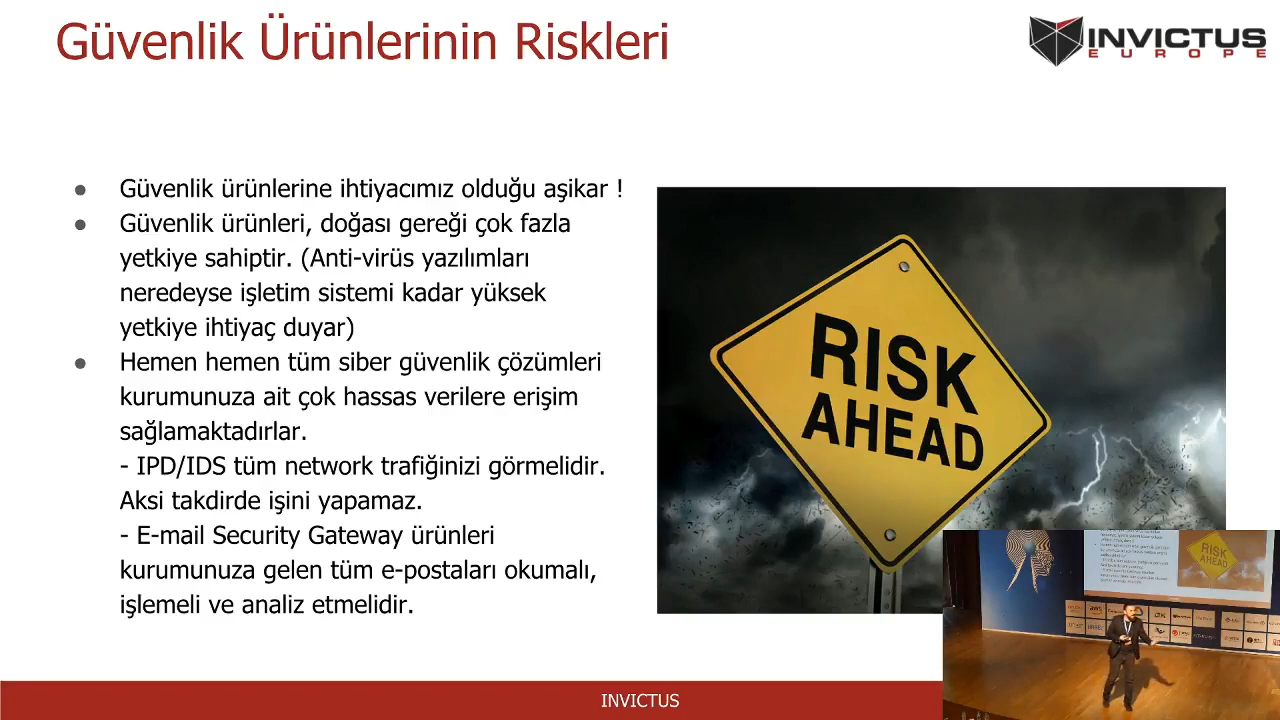 Güvenlik Ürünlerinin Riskleri
INVICTUS
EUROPE
● Güvenlik ürünlerine ihtiyacımız olduğu aşikar !
● Güvenlik ürünleri, doğası gereği çok fazla
yetkiye sahiptir. (Anti-virüs yazılımları
neredeyse işletim sistemi kadar yüksek
yetkiye ihtiyaç duyar)
● Hemen hemen tüm siber güvenlik çözümleri
kurumunuza ait çok hassas verilere erişim
sağlamaktadırlar.
- IPD/IDS tüm network trafiğinizi görmelidir.
Aksi takdirde işini yapamaz.
- E-mail Security Gateway ürünleri
kurumunuza gelen tüm e-postaları okumalı,
işlemeli ve analiz etmelidir.
RISK
AHEAD
RISK
AHEAD
INVICTUS